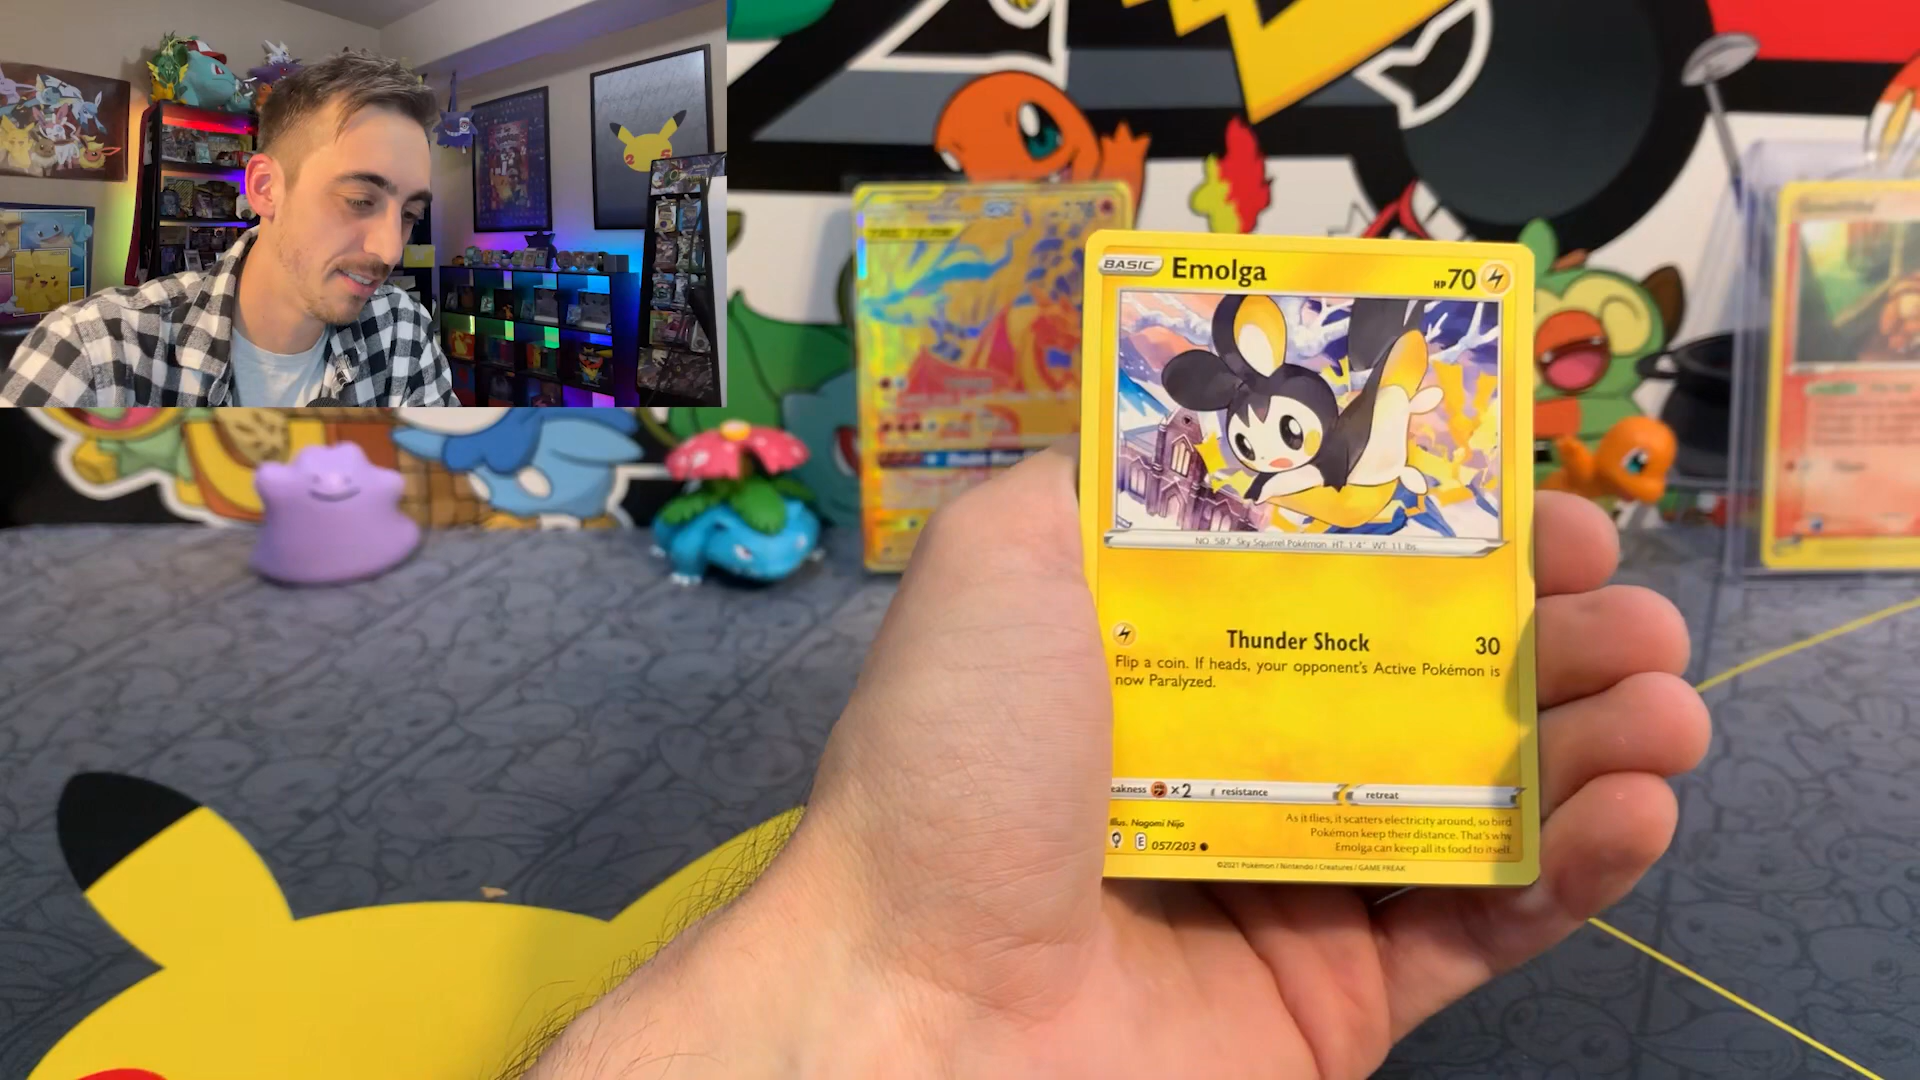 BASIC Emolga HP70
NO. 587 Sky Squirrel Pokémon HT: 1'4" WT: 11 lbs.
Thunder Shock 30
Flip a coin. If heads, your opponent's Active Pokémon is
now Paralyzed.
eakness ×2 resistance retreat
Illus. Nagomi Nijo
E 057/203
As it flies, it scatters electricity around, so bird
Pokémon keep their distance. That's why
Emolga can keep all its food to itself.
©2021 Pokémon / Nintendo / Creatures / GAME FREAK